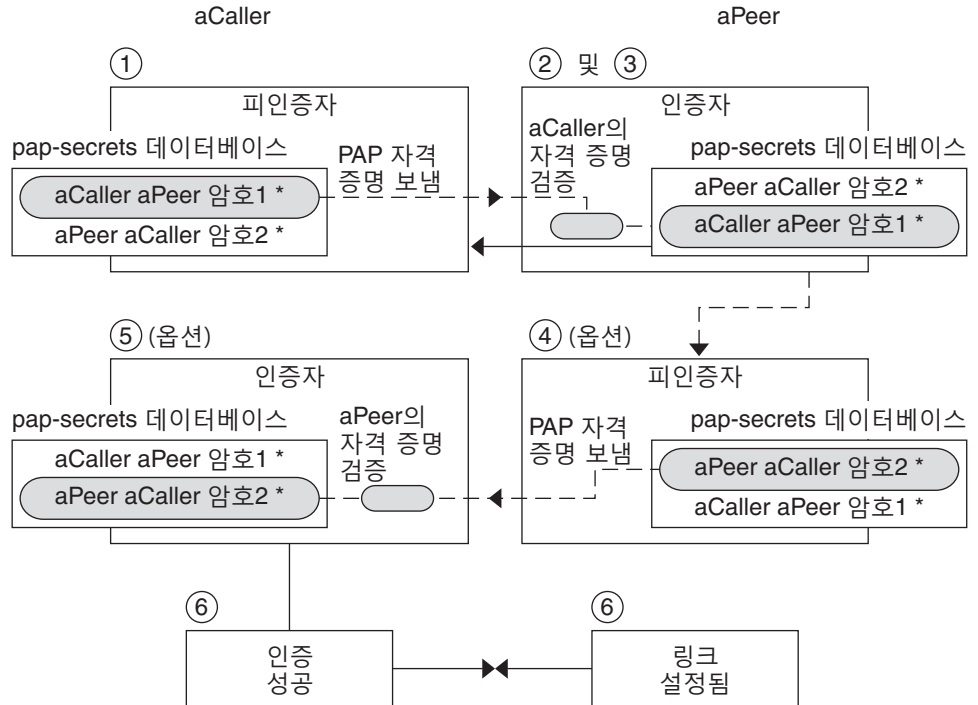 aCaller
aPeer
①
② 및 ③
피인증자
인증자
pap-secrets 데이터베이스
PAP 자격
증명 보냄
aCaller aPeer 암호1 *
aPeer aCaller 암호2 *
aCaller의
자격 증명
검증
pap-secrets 데이터베이스
aPeer aCaller 암호2 *
aCaller aPeer 암호1 *
⑤ (옵션)
④ (옵션)
인증자
피인증자
pap-secrets 데이터베이스
aPeer의
자격 증명
검증
aCaller aPeer 암호1 *
aPeer aCaller 암호2 *
PAP 자격
증명 보냄
pap-secrets 데이터베이스
aPeer aCaller 암호2 *
aCaller aPeer 암호1 *
⑥
⑥
인증
성공
링크
설정됨